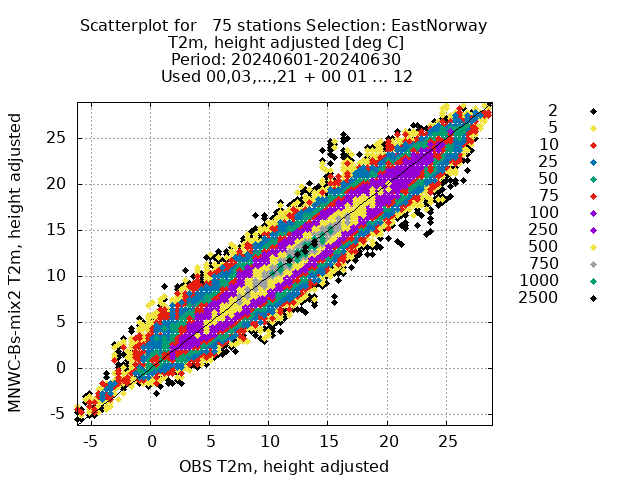 Scatterplot for   75 stations Selection: EastNorway
T2m, height adjusted [deg C]
Period: 20240601-20240630
Used 00,03,...,21 + 00 01 ... 12
MNWC-Bs-mix2 T2m, height adjusted
25
20
15
10
5
0
-5
-5 0 5 10 15 20 25
OBS T2m, height adjusted
2
5
10
25
50
75
100
250
500
750
1000
2500